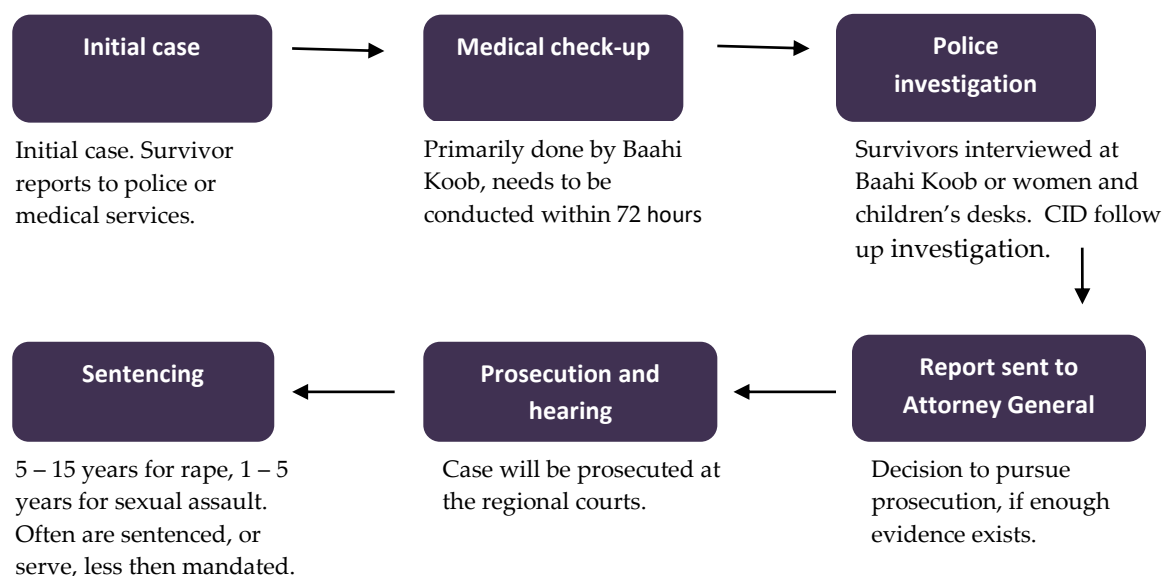 Initial case
Initial case. Survivor
reports to police or
medical services.
Medical check-up
Primarily done by Baahi
Koob, needs to be
conducted within 72 hours
Police
investigation
Survivors interviewed at
Baahi Koob or women and
children’s desks.  CID follow
up investigation.
Report sent to
Attorney General
Decision to pursue
prosecution, if enough
evidence exists.
Prosecution and
hearing
Case will be prosecuted at
the regional courts.
Sentencing
5 – 15 years for rape, 1 – 5
years for sexual assault.
Often are sentenced, or
serve, less then mandated.